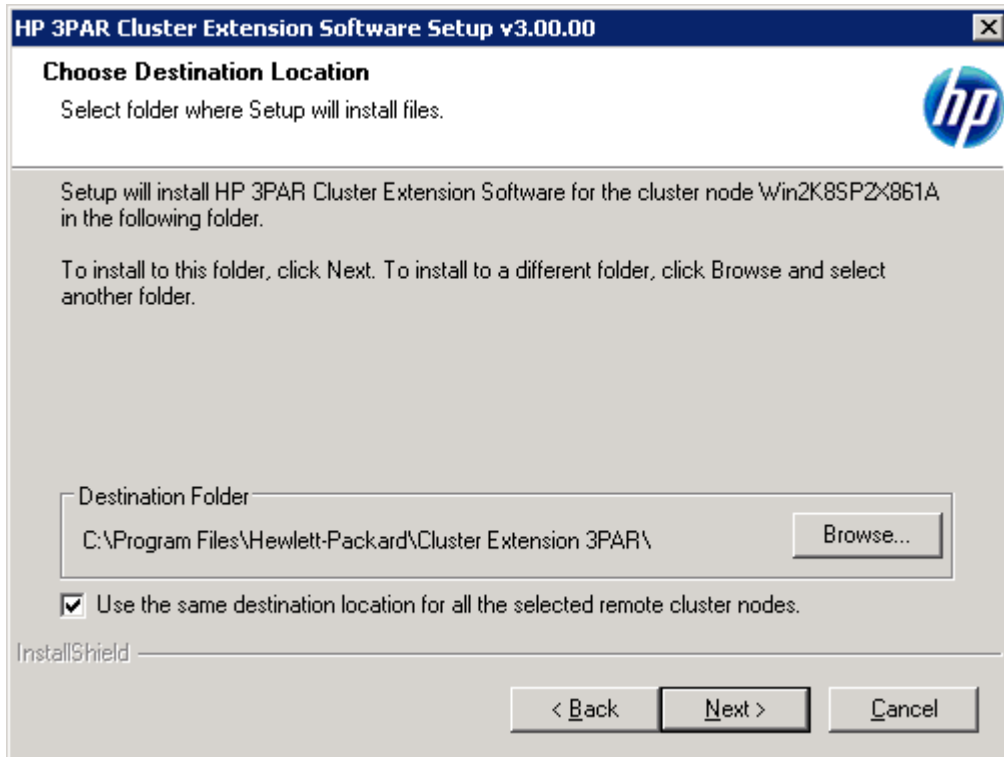 HP 3PAR Cluster Extension Software Setup v3.00.00
Choose Destination Location
Select folder where Setup will install files.
hp
Setup will install HP 3PAR Cluster Extension Software for the cluster node Win2K8SP2X861A
in the following folder.
To install to this folder, click Next. To install to a different folder, click Browse and select
another folder.
Destination Folder
C:\Program Files\Hewlett-Packard\Cluster Extension 3PAR\
Browse...
Use the same destination location for all the selected remote cluster nodes.
InstallShield
< Back
Next >
Cancel